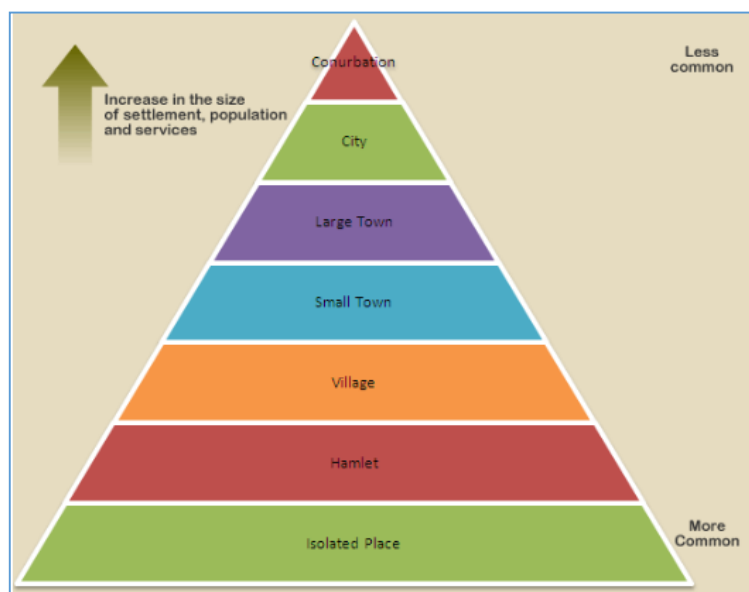 Conurbation
Less
common
Increase in the size
of settlement, population
and services
City
Large Town
Small Town
Village
Hamlet
More
Common
Isolated Place